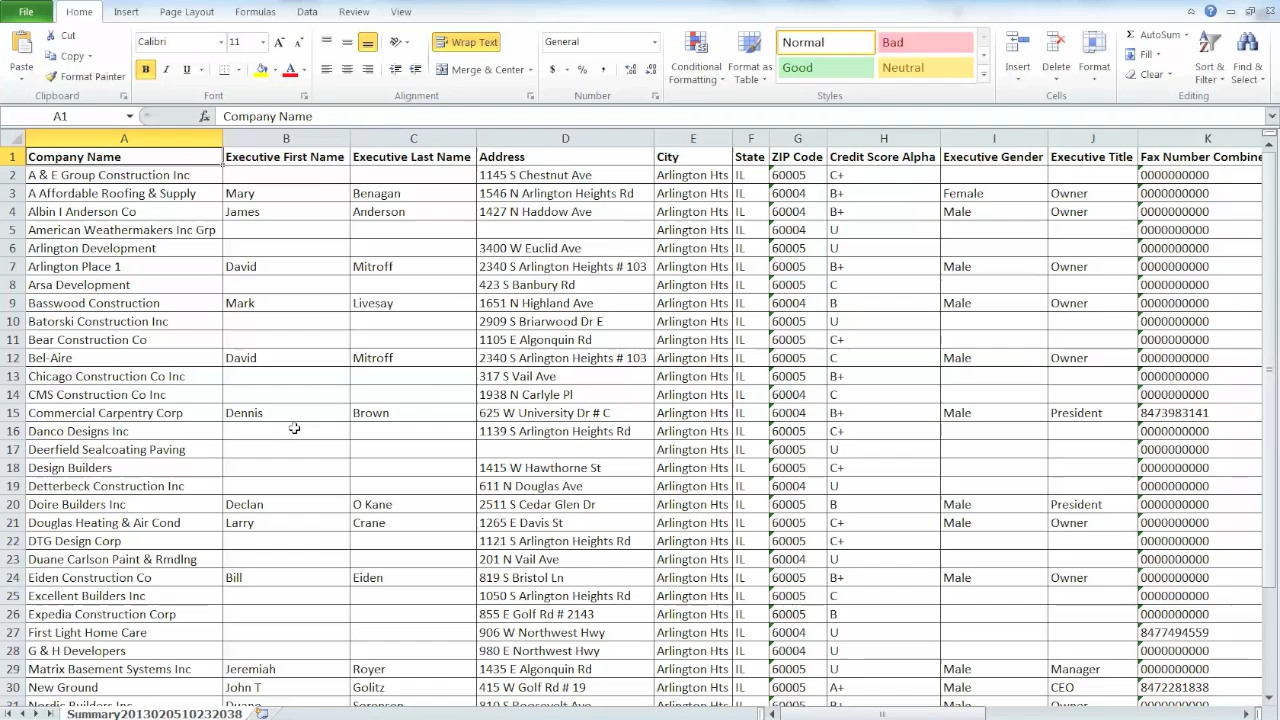 File Home Insert Page Layout Formulas Data Review View
Cut Calibri 11 Wrap Text General Normal Bad AutoSum
Copy Fill
Paste Format Painter B I U Merge & Center $ % , Conditional Formatting Format as Table Good Neutral Insert Delete Format Clear Sort & Filter Find & Select
Clipboard Font Alignment Number Styles Cells Editing
A1 fx Company Name
A B C D E F G H I J K
1 Company Name Executive First Name Executive Last Name Address City State ZIP Code Credit Score Alpha Executive Gender Executive Title Fax Number Combine
2 A & E Group Construction Inc 1145 S Chestnut Ave Arlington Hts IL 60005 C+ 0000000000
3 A Affordable Roofing & Supply Mary Benagan 1546 N Arlington Heights Rd Arlington Hts IL 60004 B+ Female Owner 0000000000
4 Albin I Anderson Co James Anderson 1427 N Haddow Ave Arlington Hts IL 60004 B+ Male Owner 0000000000
5 American Weathermakers Inc Grp Arlington Hts IL 60004 U 0000000000
6 Arlington Development 3400 W Euclid Ave Arlington Hts IL 60005 U 0000000000
7 Arlington Place 1 David Mitroff 2340 S Arlington Heights # 103 Arlington Hts IL 60005 B+ Male Owner 0000000000
8 Arsa Development 423 S Banbury Rd Arlington Hts IL 60005 C 0000000000
9 Basswood Construction Mark Livesay 1651 N Highland Ave Arlington Hts IL 60004 B Male Owner 0000000000
10 Batorski Construction Inc 2909 S Briarwood Dr E Arlington Hts IL 60005 U 0000000000
11 Bear Construction Co 1105 E Algonquin Rd Arlington Hts IL 60005 C+ 0000000000
12 Bel-Aire David Mitroff 2340 S Arlington Heights # 103 Arlington Hts IL 60005 C Male Owner 0000000000
13 Chicago Construction Co Inc 317 S Vail Ave Arlington Hts IL 60005 B+ 0000000000
14 CMS Construction Co Inc 1938 N Carlyle Pl Arlington Hts IL 60004 C 0000000000
15 Commercial Carpentry Corp Dennis Brown 625 W University Dr # C Arlington Hts IL 60004 B+ Male President 8473983141
16 Danco Designs Inc 1139 S Arlington Heights Rd Arlington Hts IL 60005 C+ 0000000000
17 Deerfield Sealcoating Paving Arlington Hts IL 60005 U 0000000000
18 Design Builders 1415 W Hawthorne St Arlington Hts IL 60005 C+ 0000000000
19 Detterbeck Construction Inc 611 N Douglas Ave Arlington Hts IL 60004 U 0000000000
20 Doire Builders Inc Declan O Kane 2511 S Cedar Glen Dr Arlington Hts IL 60005 B Male President 0000000000
21 Douglas Heating & Air Cond Larry Crane 1265 E Davis St Arlington Hts IL 60005 C+ Male Owner 0000000000
22 DTG Design Corp 1121 S Arlington Heights Rd Arlington Hts IL 60005 C+ 0000000000
23 Duane Carlson Paint & Rmdlng 201 N Vail Ave Arlington Hts IL 60004 U 0000000000
24 Eiden Construction Co Bill Eiden 819 S Bristol Ln Arlington Hts IL 60005 B+ Male Owner 0000000000
25 Excellent Builders Inc 1050 S Arlington Heights Rd Arlington Hts IL 60005 C 0000000000
26 Expedia Construction Corp 855 E Golf Rd # 2143 Arlington Hts IL 60005 B 0000000000
27 First Light Home Care 906 W Northwest Hwy Arlington Hts IL 60004 U 8477494559
28 G & H Developers 980 E Northwest Hwy Arlington Hts IL 60004 U 0000000000
29 Matrix Basement Systems Inc Jeremiah Royer 1435 E Algonquin Rd Arlington Hts IL 60005 U Male Manager 0000000000
30 New Ground John T Golitz 415 W Golf Rd # 19 Arlington Hts IL 60005 A+ Male CEO 8472281838
Summary2013020510232038